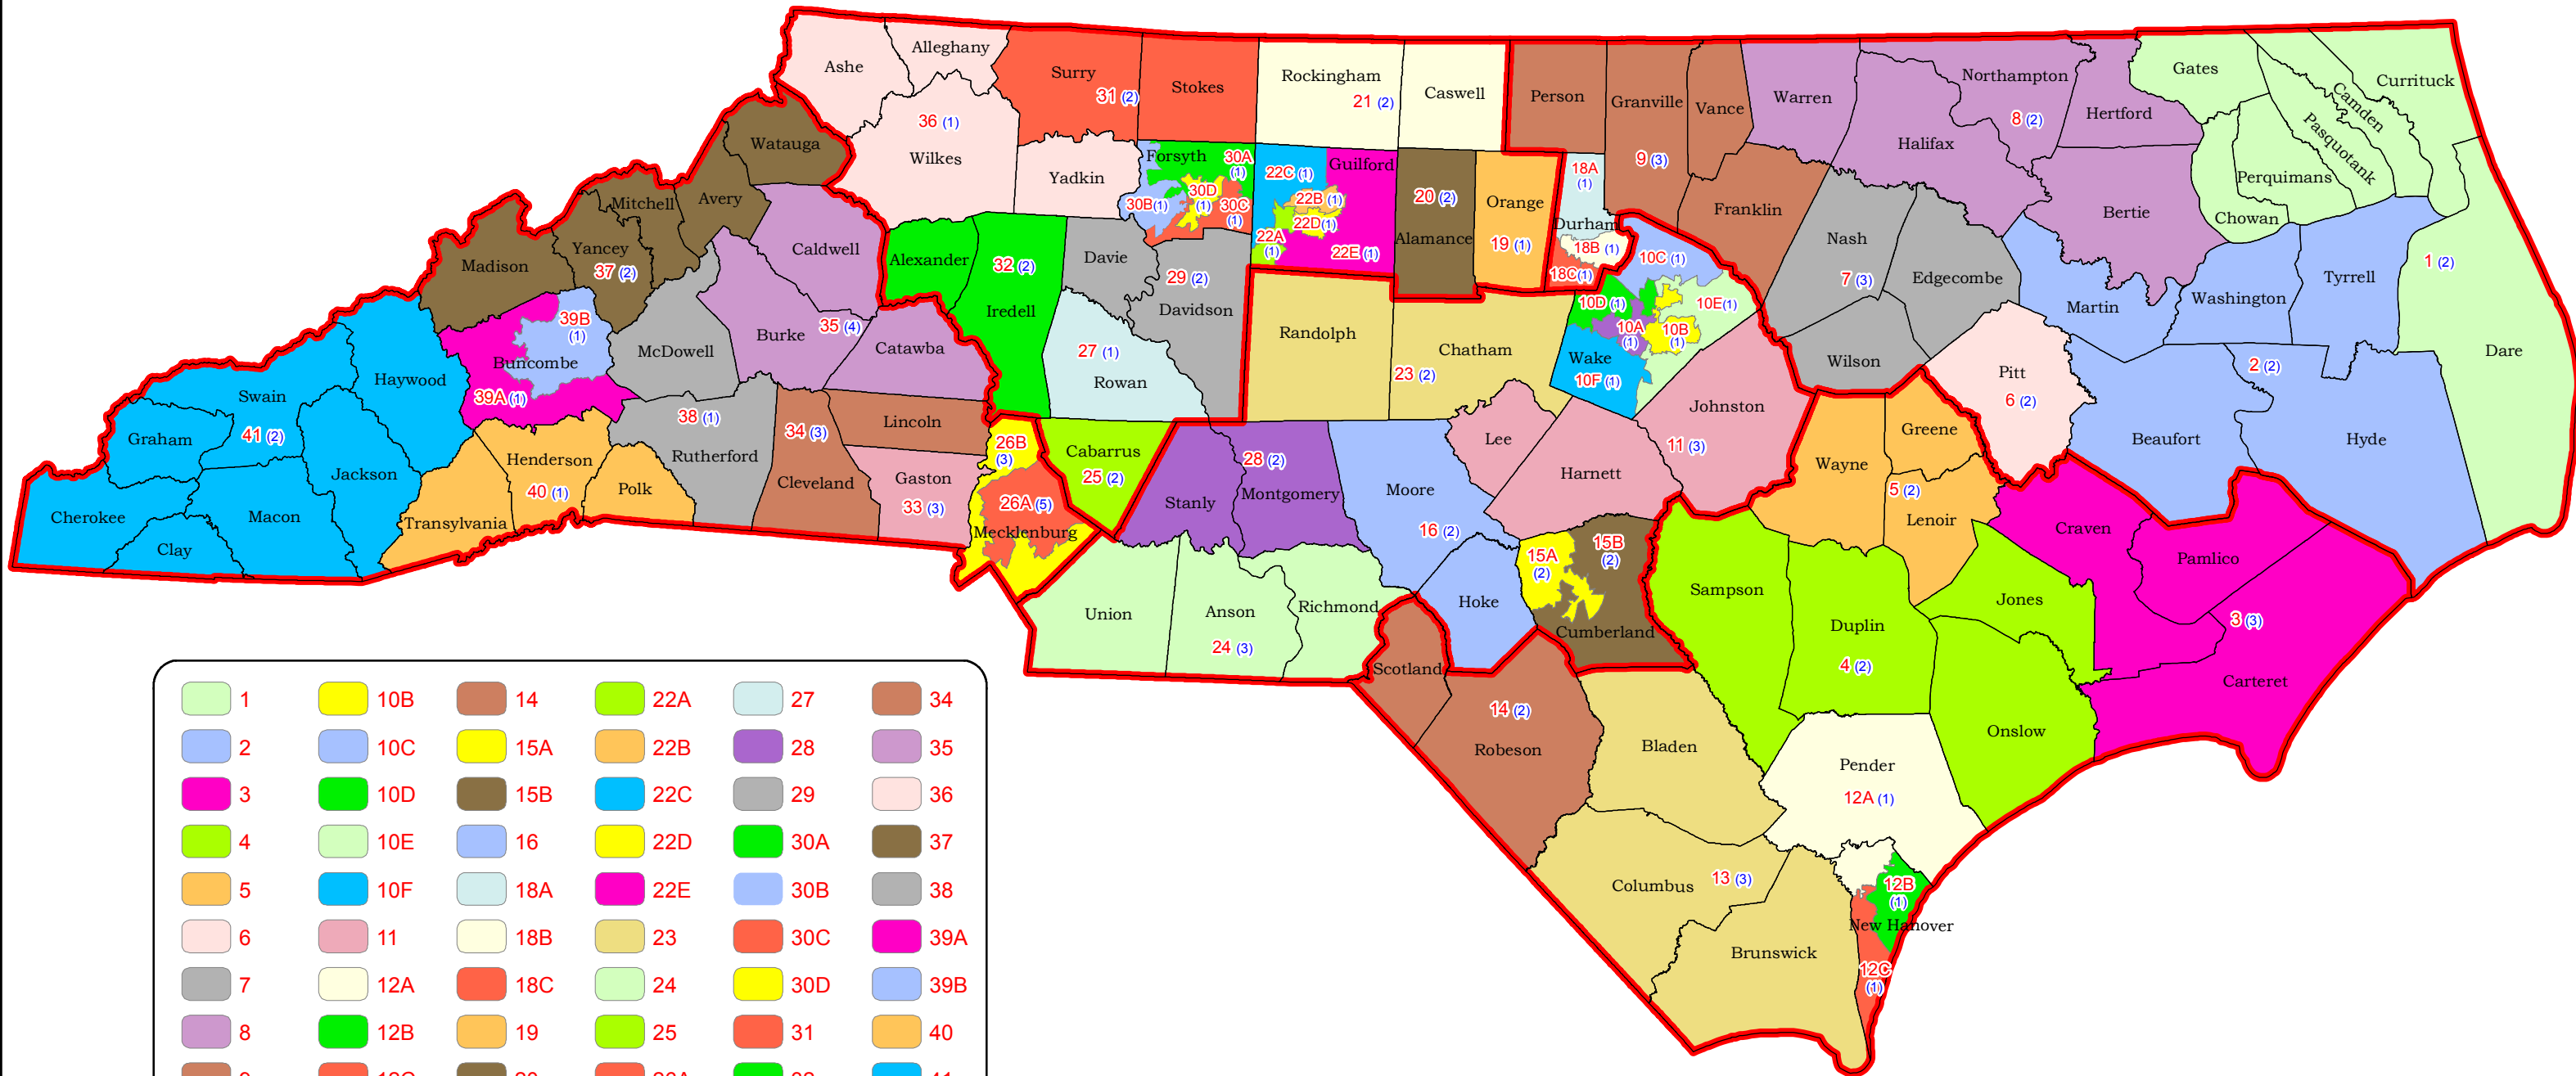 Ashe
Alleghany
Surry
31 (2)
Stokes
Rockingham
21 (2)
Caswell
Person
Granville
Vance
9 (3)
Warren
Northampton
8 (2)
Halifax
Hertford
Gates
Currituck
Camden
Pasquotank
Perquimans
Chowan
Bertie
Watauga
36 (1)
Wilkes
Yadkin
Forsyth
30A
(1)
30D
(1)
30B(1)
30C
(1)
22C (1)
Guilford
22B (1)
22D(1)
22A
(1)
22E (1)
20 (2)
Alamance
Orange
19 (1)
18A
(1)
Durham
18B (1)
18C(1)
Franklin
10C (1)
10D (1)
10E(1)
10A
(1)
10B
(1)
Wake
10F (1)
Nash
7 (3)
Edgecombe
Wilson
Martin
Washington
Tyrrell
1 (2)
Dare
Mitchell
Avery
Yancey
37 (2)
Madison
Caldwell
Alexander
32 (2)
Iredell
Davie
29 (2)
Davidson
Randolph
Chatham
23 (2)
39B
(1)
Buncombe
39A(1)
McDowell
Burke
35 (4)
Catawba
27 (1)
Rowan
Haywood
Swain
Graham
41 (2)
Jackson
Cherokee
Macon
Clay
Henderson
40 (1)
Transylvania
Polk
38 (1)
Rutherford
34 (3)
Cleveland
Lincoln
Gaston
33 (3)
26B
(3)
26A (5)
Mecklenburg
Cabarrus
25 (2)
Stanly
28 (2)
Montgomery
Moore
16 (2)
Lee
Harnett
Johnston
11 (3)
Wayne
Greene
5 (2)
Lenoir
Pitt
6 (2)
2 (2)
Beaufort
Hyde
Craven
Pamlico
3 (3)
Carteret
Jones
Union
Anson
24 (3)
Richmond
Scotland
Hoke
15A
(2)
15B
(2)
Cumberland
Sampson
Duplin
4 (2)
Onslow
14 (2)
Robeson
Bladen
Pender
12A (1)
Columbus
13 (3)
Brunswick
12B
(1)
New Hanover
12C
(1)
1 10B 14 22A 27 34
2 10C 15A 22B 28 35
3 10D 15B 22C 29 36
4 10E 16 22D 30A 37
5 10F 18A 22E 30B 38
6 11 18B 23 30C 39A
7 12A 18C 24 30D 39B
8 12B 19 25 31 40